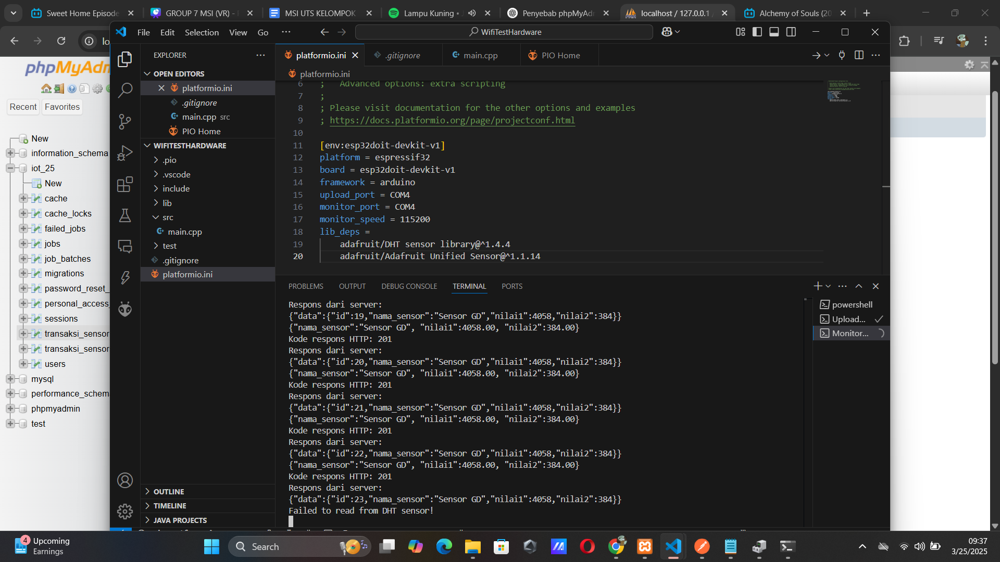 Sweet Home Episode
GROUP 7 MSI (VR) -
MSI UTS KELOMPOK
Lampu Kuning •
Penyebab phpMyAdm
localhost / 127.0.0.1
Alchemy of Souls (20
lo
File Edit Selection View Go
WifiTestHardware
phpMyAdm
Recent Favorites
New
information_schema
iot_25
New
cache
cache_locks
failed_jobs
jobs
job_batches
migrations
password_reset_
personal_access_
sessions
transaksi_sensor
transaksi_sensor
users
mysql
performance_schem
phpmyadmin
test
EXPLORER
OPEN EDITORS
platformio.ini
.gitignore
main.cpp src
PIO Home
WIFITESTHARDWARE
.pio
.vscode
include
lib
src
main.cpp
test
.gitignore
platformio.ini
OUTLINE
TIMELINE
JAVA PROJECTS
platformio.ini .gitignore main.cpp PIO Home
platformio.ini
6 ;   Advanced options: extra scripting
7 ;
8 ; Please visit documentation for the other options and examples
9 ; https://docs.platformio.org/page/projectconf.html
10
11 [env:esp32doit-devkit-v1]
12 platform = espressif32
13 board = esp32doit-devkit-v1
14 framework = arduino
15 upload_port = COM4
16 monitor_port = COM4
17 monitor_speed = 115200
18 lib_deps =
19     adafruit/DHT sensor library@^1.4.4
20     adafruit/Adafruit Unified Sensor@^1.1.14
PROBLEMS OUTPUT DEBUG CONSOLE TERMINAL PORTS
Respons dari server:
{"data":{"id":19,"nama_sensor":"Sensor GD","nilai1":4058,"nilai2":384}}
{"nama_sensor":"Sensor GD", "nilai1":4058.00, "nilai2":384.00}
Kode respons HTTP: 201
Respons dari server:
{"data":{"id":20,"nama_sensor":"Sensor GD","nilai1":4058,"nilai2":384}}
{"nama_sensor":"Sensor GD", "nilai1":4058.00, "nilai2":384.00}
Kode respons HTTP: 201
Respons dari server:
{"data":{"id":21,"nama_sensor":"Sensor GD","nilai1":4058,"nilai2":384}}
{"nama_sensor":"Sensor GD", "nilai1":4058.00, "nilai2":384.00}
Kode respons HTTP: 201
Respons dari server:
{"data":{"id":22,"nama_sensor":"Sensor GD","nilai1":4058,"nilai2":384}}
{"nama_sensor":"Sensor GD", "nilai1":4058.00, "nilai2":384.00}
Kode respons HTTP: 201
Respons dari server:
{"data":{"id":23,"nama_sensor":"Sensor GD","nilai1":4058,"nilai2":384}}
Failed to read from DHT sensor!
powershell
Upload...
Monitor...
4
Upcoming
Earnings
Search
09:37
3/25/2025